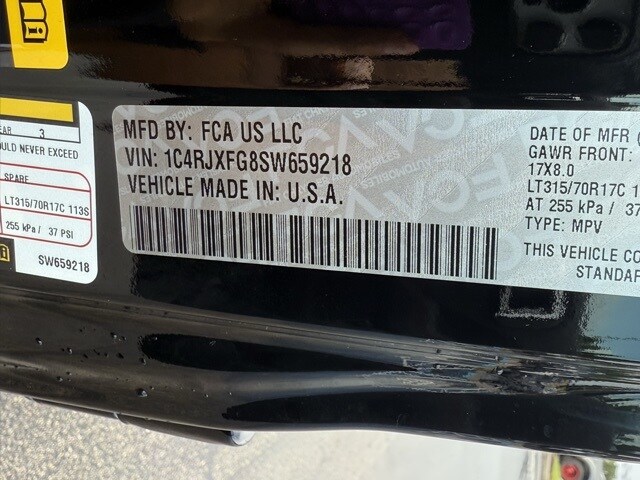 EAR 3
OULD NEVER EXCEED
SPARE
LT315/70R17C 113S
255 kPa / 37 PSI
SW659218
MFD BY: FCA US LLC
VIN: 1C4RJXFG8SW659218
VEHICLE MADE IN: U.S.A.
DATE OF MFR
GAWR FRONT:
17X8.0
LT315/70R17C 1
AT 255 kPa / 37
TYPE: MPV
THIS VEHICLE CO
STANDAR